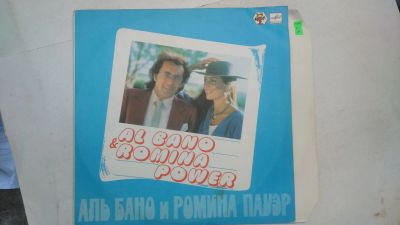 AL BANO
& ROMINA
POWER
АЛЬ БАНО и РОМИНА ПАУЭР